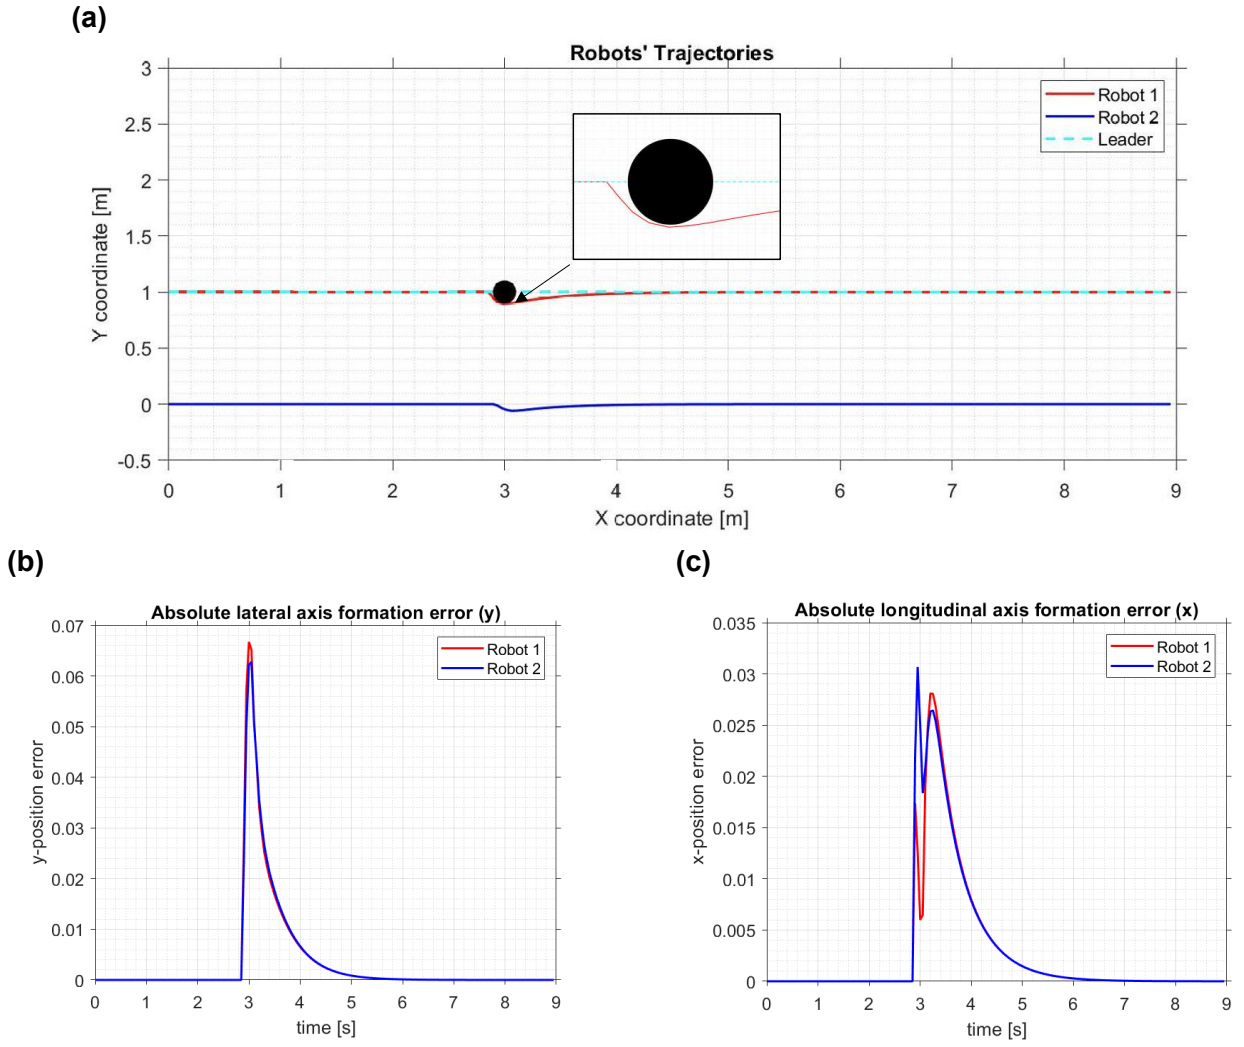 (a)
Robots' Trajectories
3
2.5
2
1.5
1
0.5
0
-0.5
Y coordinate [m]
Robot 1
Robot 2
Leader
0 1 2 3 4 5 6 7 8 9
X coordinate [m]
(b)
Absolute lateral axis formation error (y)
0.07
0.06
0.05
0.04
0.03
0.02
0.01
0
y-position error
Robot 1
Robot 2
0 1 2 3 4 5 6 7 8 9
time [s]
(c)
Absolute longitudinal axis formation error (x)
0.035
0.03
0.025
0.02
0.015
0.01
0.005
0
x-position error
Robot 1
Robot 2
0 1 2 3 4 5 6 7 8 9
time [s]